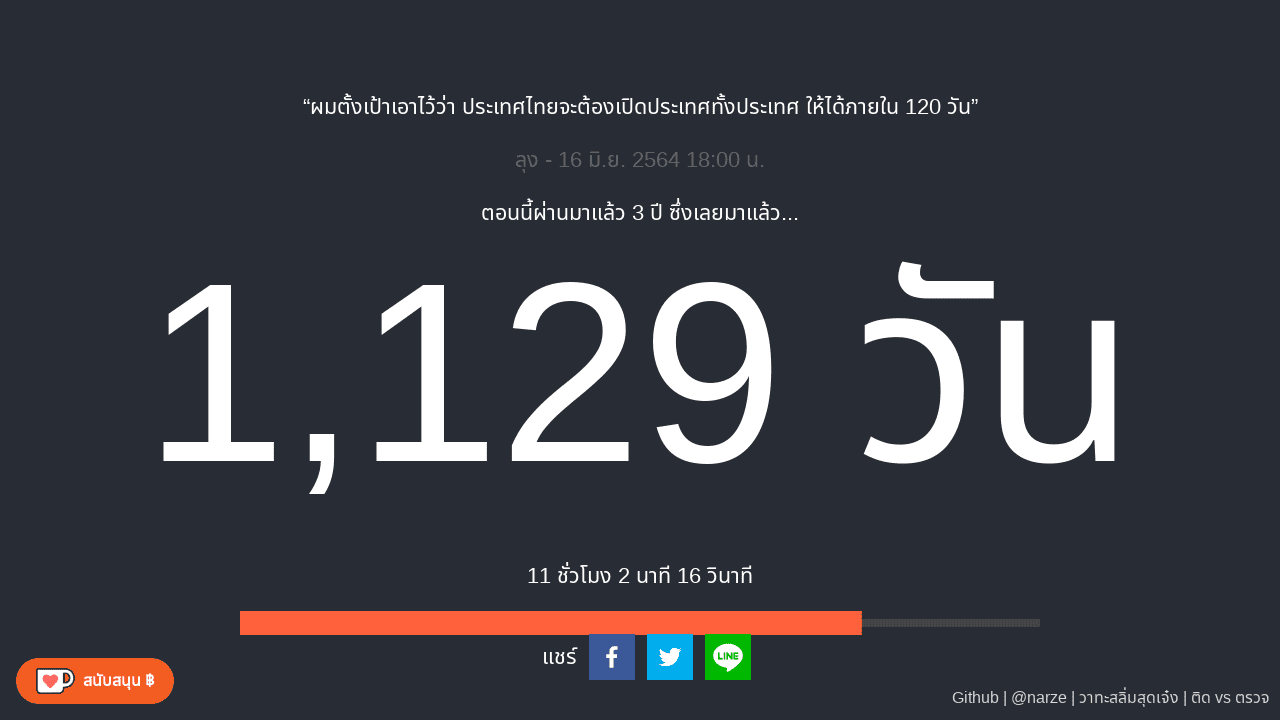 “ผมตั้งเป้าเอาไว้ว่า ประเทศไทยจะต้องเปิดประเทศทั้งประเทศ ให้ได้ภายใน 120 วัน”
ลุง - 16 มิ.ย. 2564 18:00 น.
ตอนนี้ผ่านมาแล้ว 3 ปี ซึ่งเลยมาแล้ว...
1,129 วัน
11 ชั่วโมง 2 นาที 16 วินาที
แชร์
LINE
สนับสนุน ฿
Github | @narze | วาทะสลิ่มสุดเจ๋ง | ติด vs ตรวจ